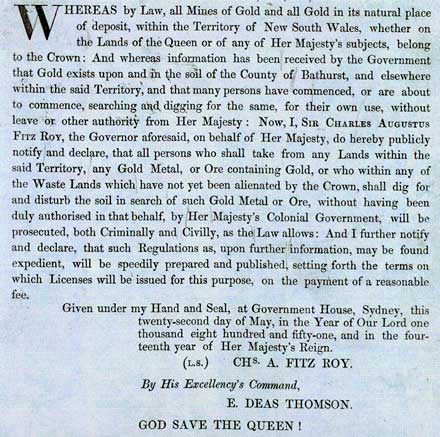 WHEREAS by Law, all Mines of Gold and all Gold in its natural place
of deposit, within the Territory of New South Wales, whether on
the Lands of the Queen or of any of Her Majesty's subjects, belong
to the Crown: And whereas information has been received by the Government
that Gold exists upon and in the soil of the County of Bathurst, and elsewhere
within the said Territory, and that many persons have commenced, or are about
to commence, searching and digging for the same, for their own use, without
leave or other authority from Her Majesty: Now, I, SIR CHARLES AUGUSTUS
FITZ ROY, the Governor aforesaid, on behalf of Her Majesty, do hereby publicly
notify and declare, that all persons who shall take from any Lands within the
said Territory, any Gold Metal, or Ore containing Gold, or who within any of
the Waste Lands which have not yet been alienated by the Crown, shall dig for
and disturb the soil in search of such Gold Metal or Ore, without having been
duly authorised in that behalf, by Her Majesty's Colonial Government, will be
prosecuted, both Criminally and Civilly, as the Law allows: And I further notify
and declare, that such Regulations as, upon further information, may be found
expedient, will be speedily prepared and published, setting forth the terms on
which Licenses will be issued for this purpose, on the payment of a reasonable
fee.
Given under my Hand and Seal, at Government House, Sydney, this
twenty-second day of May, in the Year of Our Lord one
thousand eight hundred and fifty-one, and in the four-
teenth year of Her Majesty's Reign.
(L.S.) CHS. A. FITZ ROY.
By His Excellency's Command,
E. DEAS THOMSON.
GOD SAVE THE QUEEN!